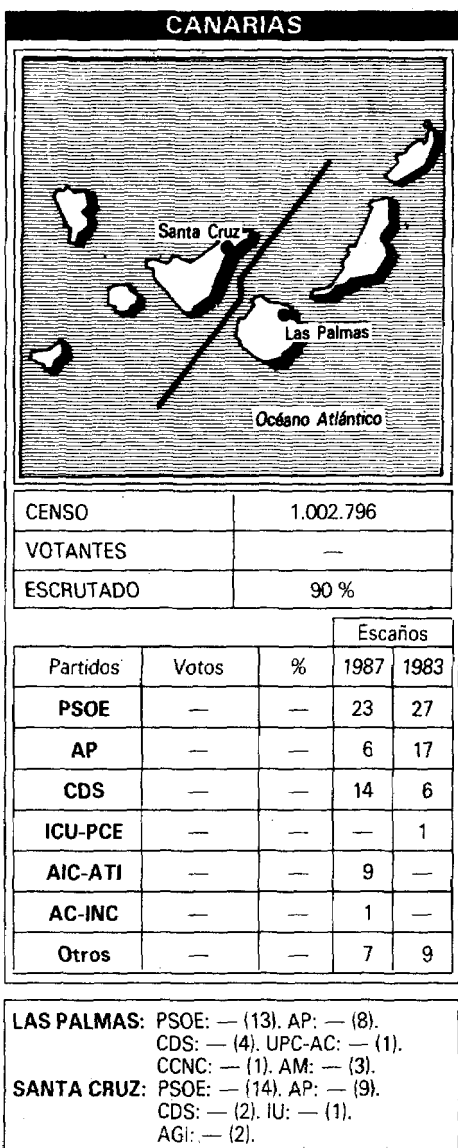 CANARIAS
Santa Cruz
Las Palmas
Océano Atlántico
CENSO 1.002.796
VOTANTES —
ESCRUTADO 90 %
Escaños
Partidos Votos % 1987 1983
PSOE — — 23 27
AP — — 6 17
CDS — — 14 6
ICU-PCE — — — 1
AIC-ATI — — 9 —
AC-INC — — 1 —
Otros — — 7 9
LAS PALMAS: PSOE: — (13). AP: — (8).
CDS: — (4). UPC-AC: — (1).
CCNC: — (1). AM: — (3).
SANTA CRUZ: PSOE: — (14). AP: — (9).
CDS: — (2). IU: — (1).
AGI: — (2).